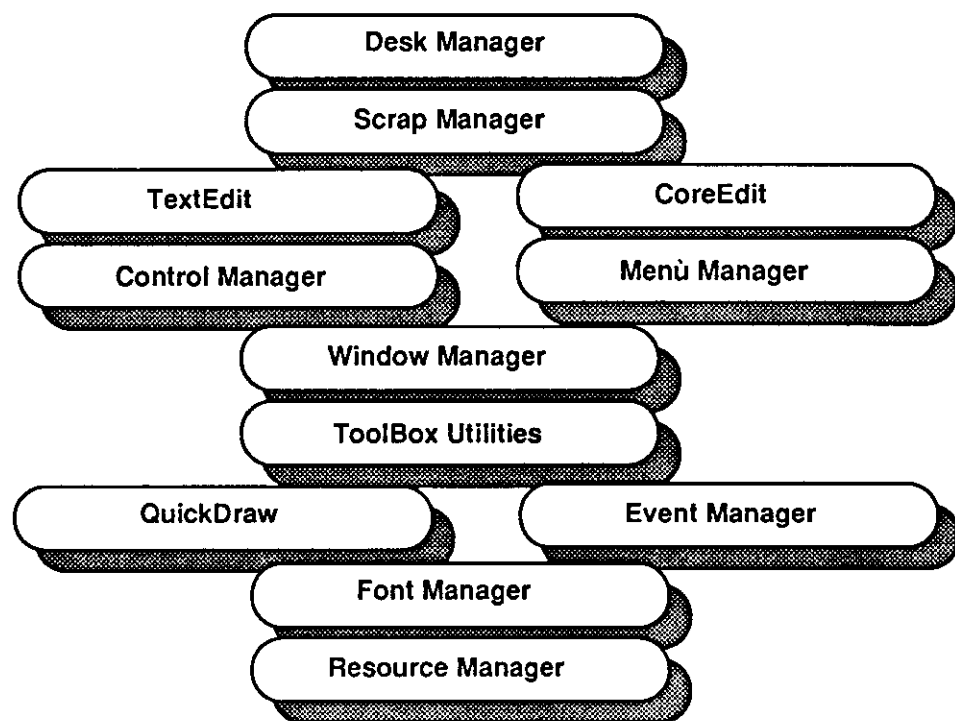 Desk Manager
Scrap Manager
TextEdit
CoreEdit
Control Manager
Menù Manager
Window Manager
ToolBox Utilities
QuickDraw
Event Manager
Font Manager
Resource Manager